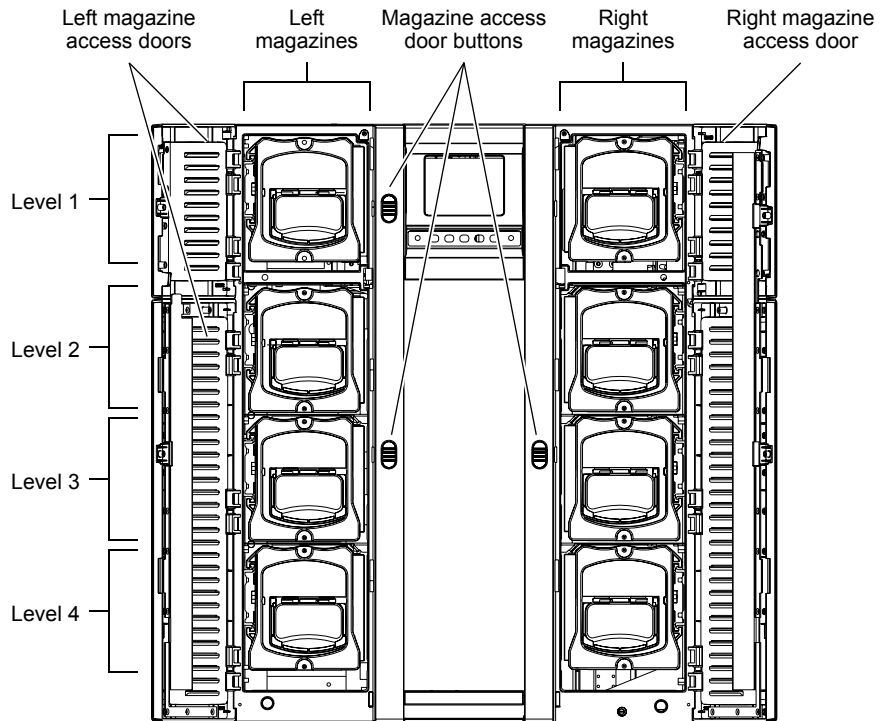 Left magazine
access doors
Left
magazines
Magazine access
door buttons
Right
magazines
Right magazine
access door
Level 1
Level 2
Level 3
Level 4